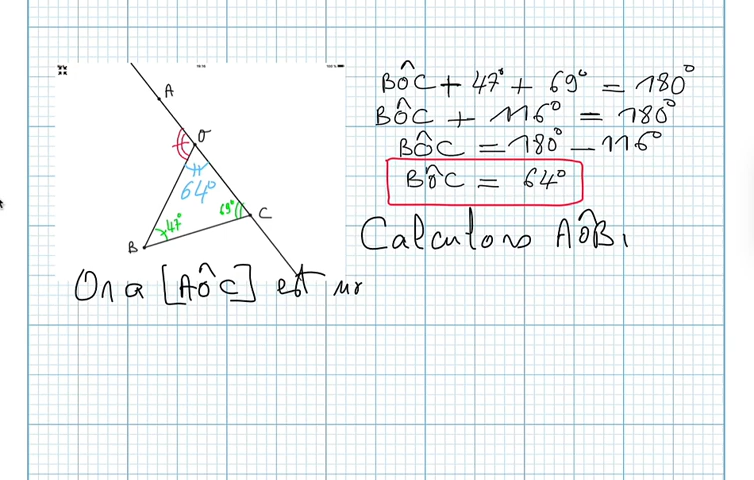 BÔC + 47° + 69° = 180°
BÔC + 116° = 180°
BÔC = 180° - 116°
BÔC = 64°
A
O
64°
69°
C
47°
B
Calculons AÔB,
On a [AÔC] est